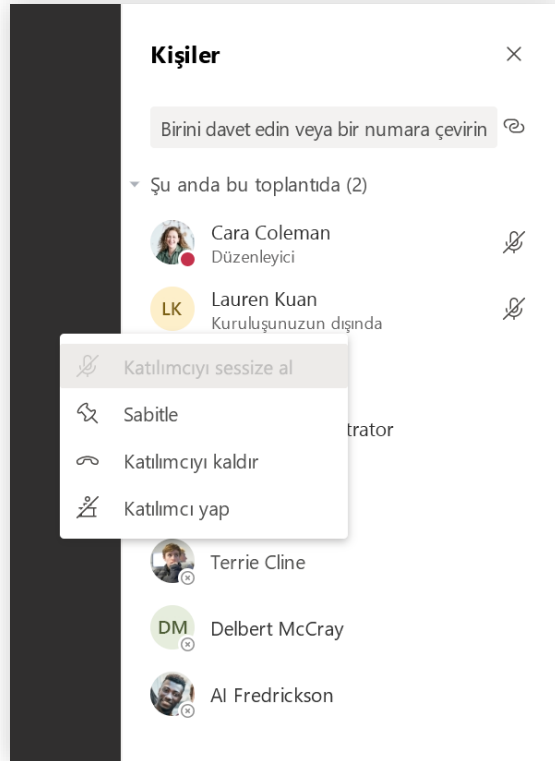 Kişiler
Birini davet edin veya bir numara çevirin
Şu anda bu toplantıda (2)
Cara Coleman
Düzenleyici
LK
Lauren Kuan
Kuruluşunuzun dışında
Katılımcıyı sessize al
Sabitle
trator
Katılımcıyı kaldır
Katılımcı yap
Terrie Cline
DM
Delbert McCray
Al Fredrickson